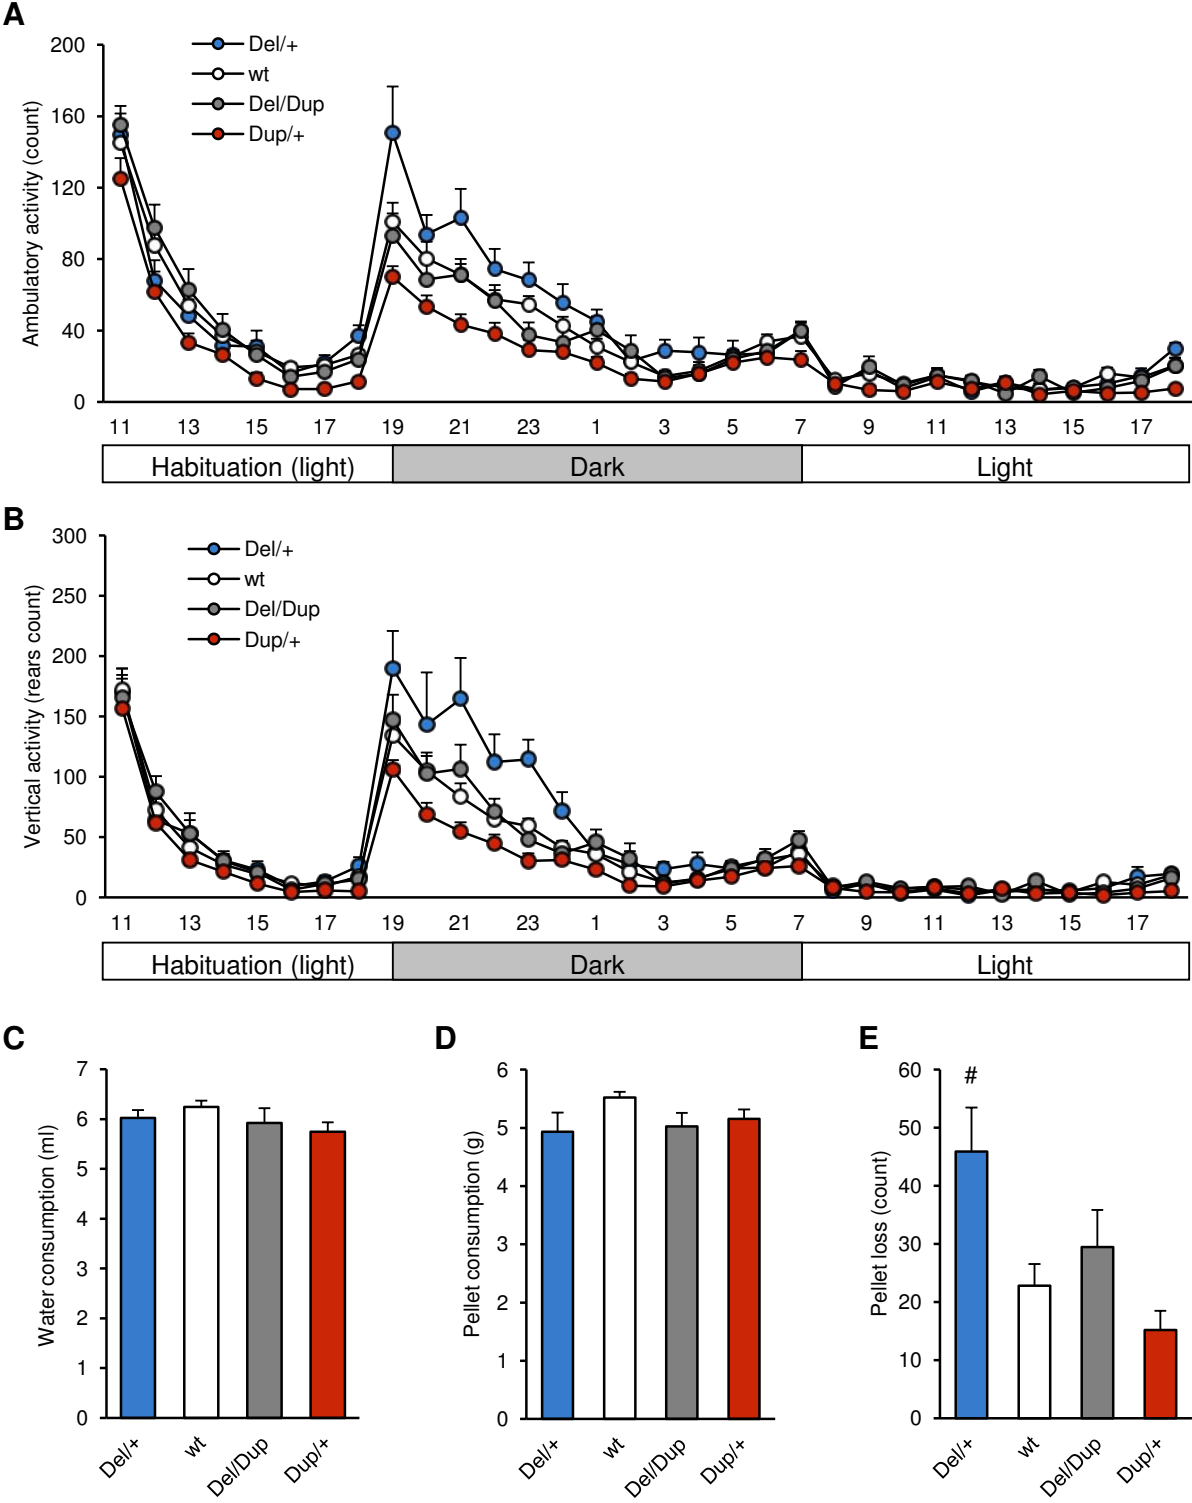 A
Ambulatory activity (count)
200
160
120
80
40
0
Del/+
wt
Del/Dup
Dup/+
11 13 15 17 19 21 23 1 3 5 7 9 11 13 15 17
Habituation (light) Dark Light
B
Vertical activity (rears count)
300
250
200
150
100
50
0
Del/+
wt
Del/Dup
Dup/+
11 13 15 17 19 21 23 1 3 5 7 9 11 13 15 17
Habituation (light) Dark Light
C
Water consumption (ml)
7
6
5
4
3
2
1
0
Del/+ wt Del/Dup Dup/+
D
Pellet consumption (g)
6
5
4
3
2
1
0
Del/+ wt Del/Dup Dup/+
E
Pellet loss (count)
60
50
40
30
20
10
0
#
Del/+ wt Del/Dup Dup/+